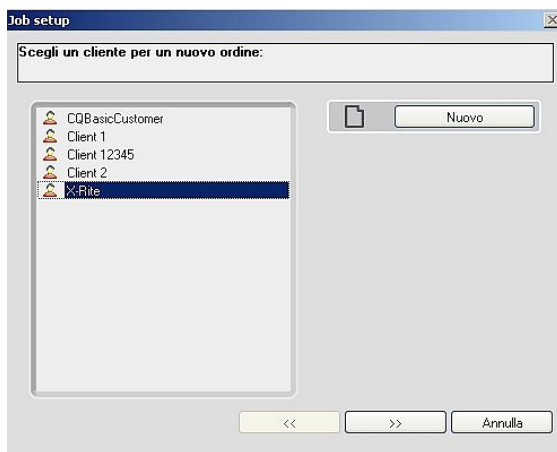 Job setup
Scegli un cliente per un nuovo ordine:
CQBasicCustomer
Client 1
Client 12345
Client 2
X-Rite
Nuovo
<<
>>
Annulla